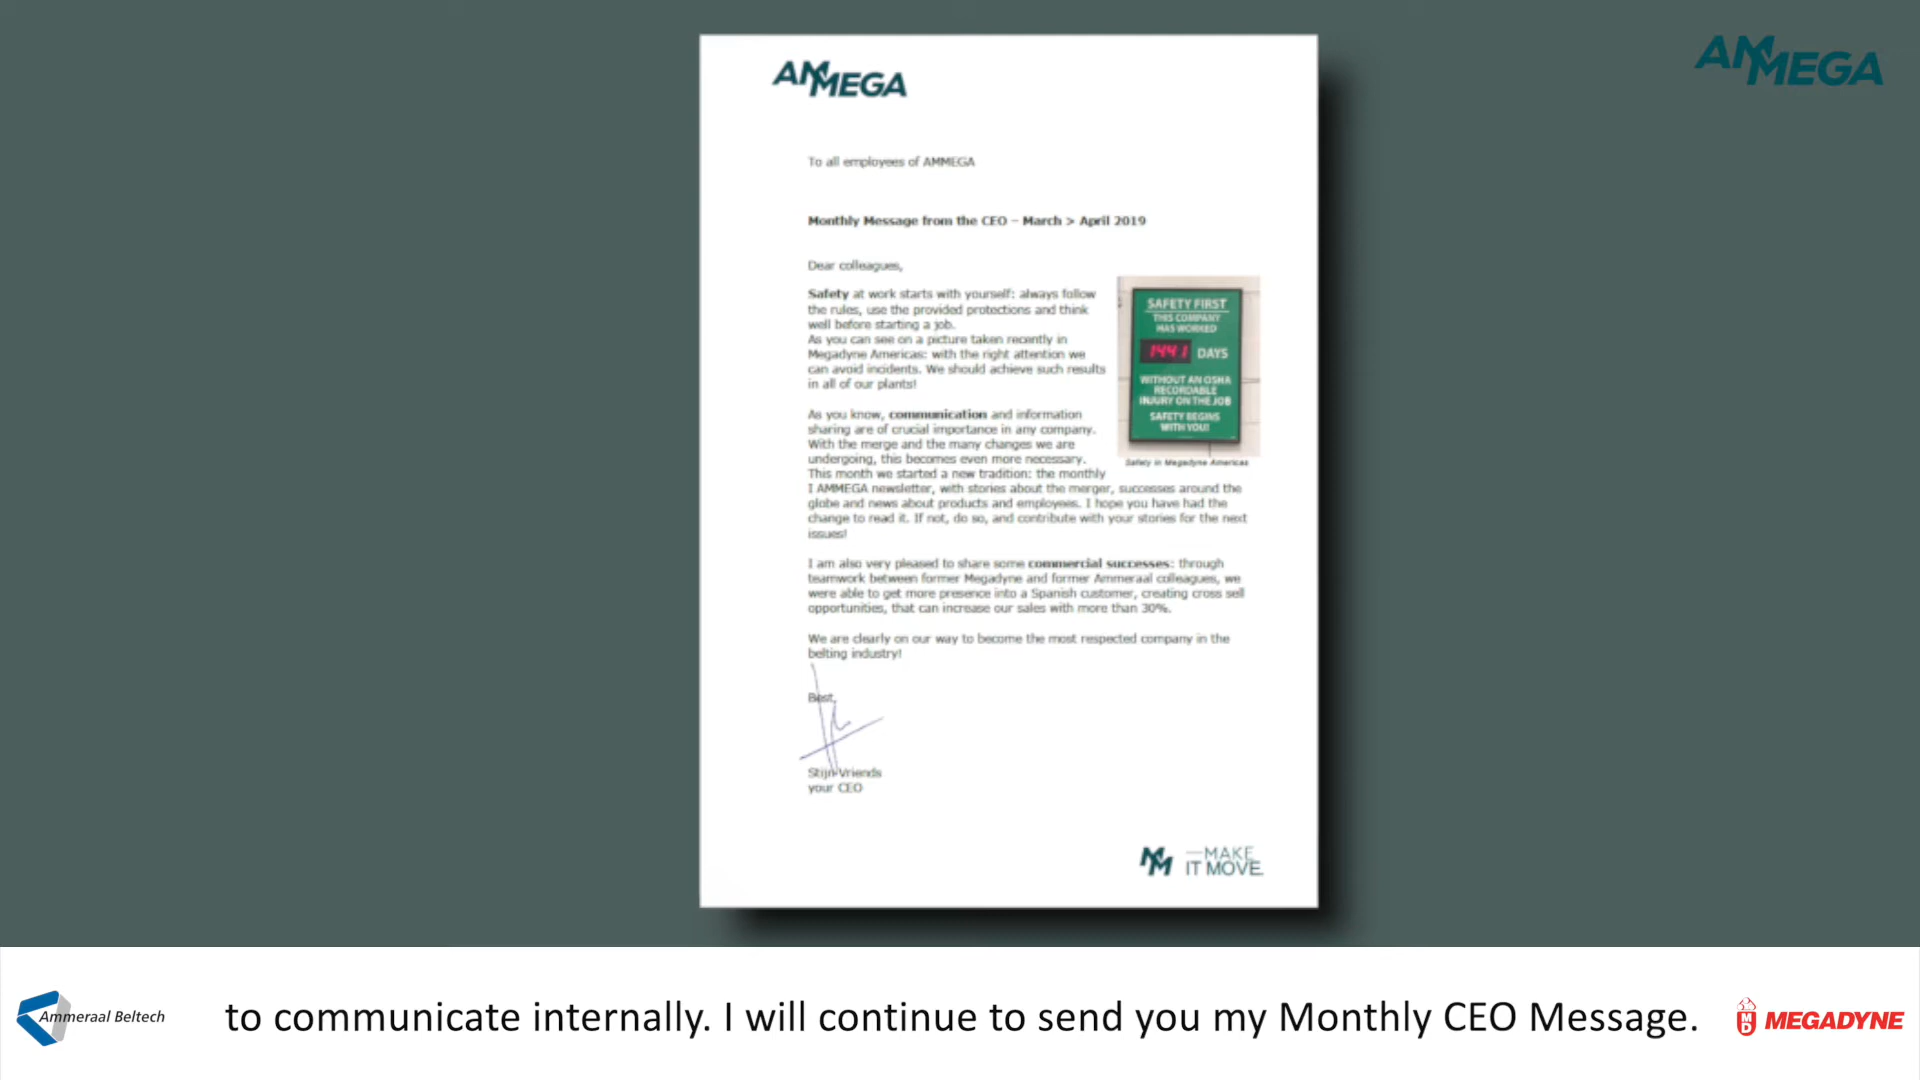 AMMEGA
AMMEGA
To all employees of AMMEGA
Monthly Message from the CEO – March > April 2019
Dear colleagues,
Safety at work starts with yourself: always follow
the rules, use the provided protections and think
well before starting a job.
As you can see on a picture taken recently in
Megadyne Americas: with the right attention we
can avoid incidents. We should achieve such results
in all of our plants!
SAFETY FIRST
THIS COMPANY
HAS WORKED
1441 DAYS
WITHOUT AN OSHA
RECORDABLE
INJURY ON THE JOB
SAFETY BEGINS
WITH YOU!
Safety in Megadyne Americas
As you know, communication and information
sharing are of crucial importance in any company.
With the merge and the many changes we are
undergoing, this becomes even more necessary.
This month we started a new tradition: the monthly
I AMMEGA newsletter, with stories about the merger, successes around the
globe and news about products and employees. I hope you have had the
change to read it. If not, do so, and contribute with your stories for the next
issues!
I am also very pleased to share some commercial successes: through
teamwork between former Megadyne and former Ammeraal colleagues, we
were able to get more presence into a Spanish customer, creating cross sell
opportunities, that can increase our sales with more than 30%.
We are clearly on our way to become the most respected company in the
belting industry!
Best,
Stijn Vriends
your CEO
MAKE
IT MOVE
Ammeraal Beltech
to communicate internally. I will continue to send you my Monthly CEO Message.
MD
MEGADYNE